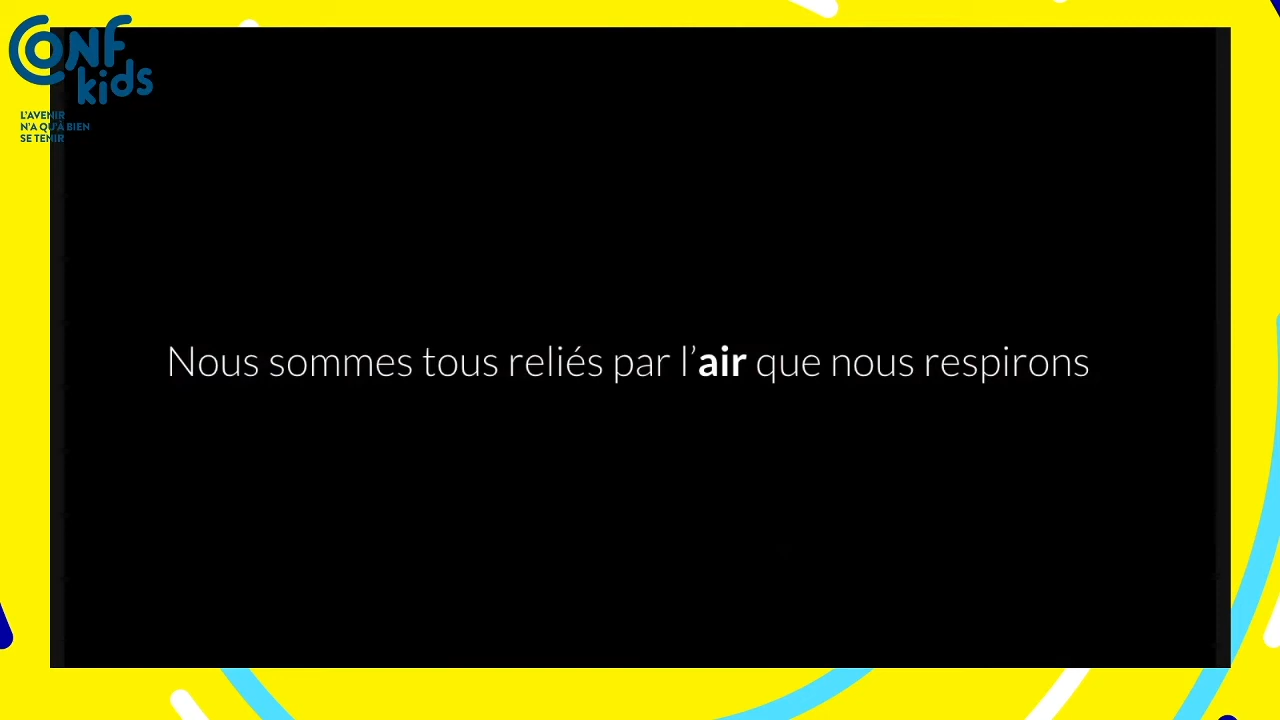 CONF
kids
L'AVENIR
N'A QU'À BIEN
SE TENIR
Nous sommes tous reliés par l’air que nous respirons